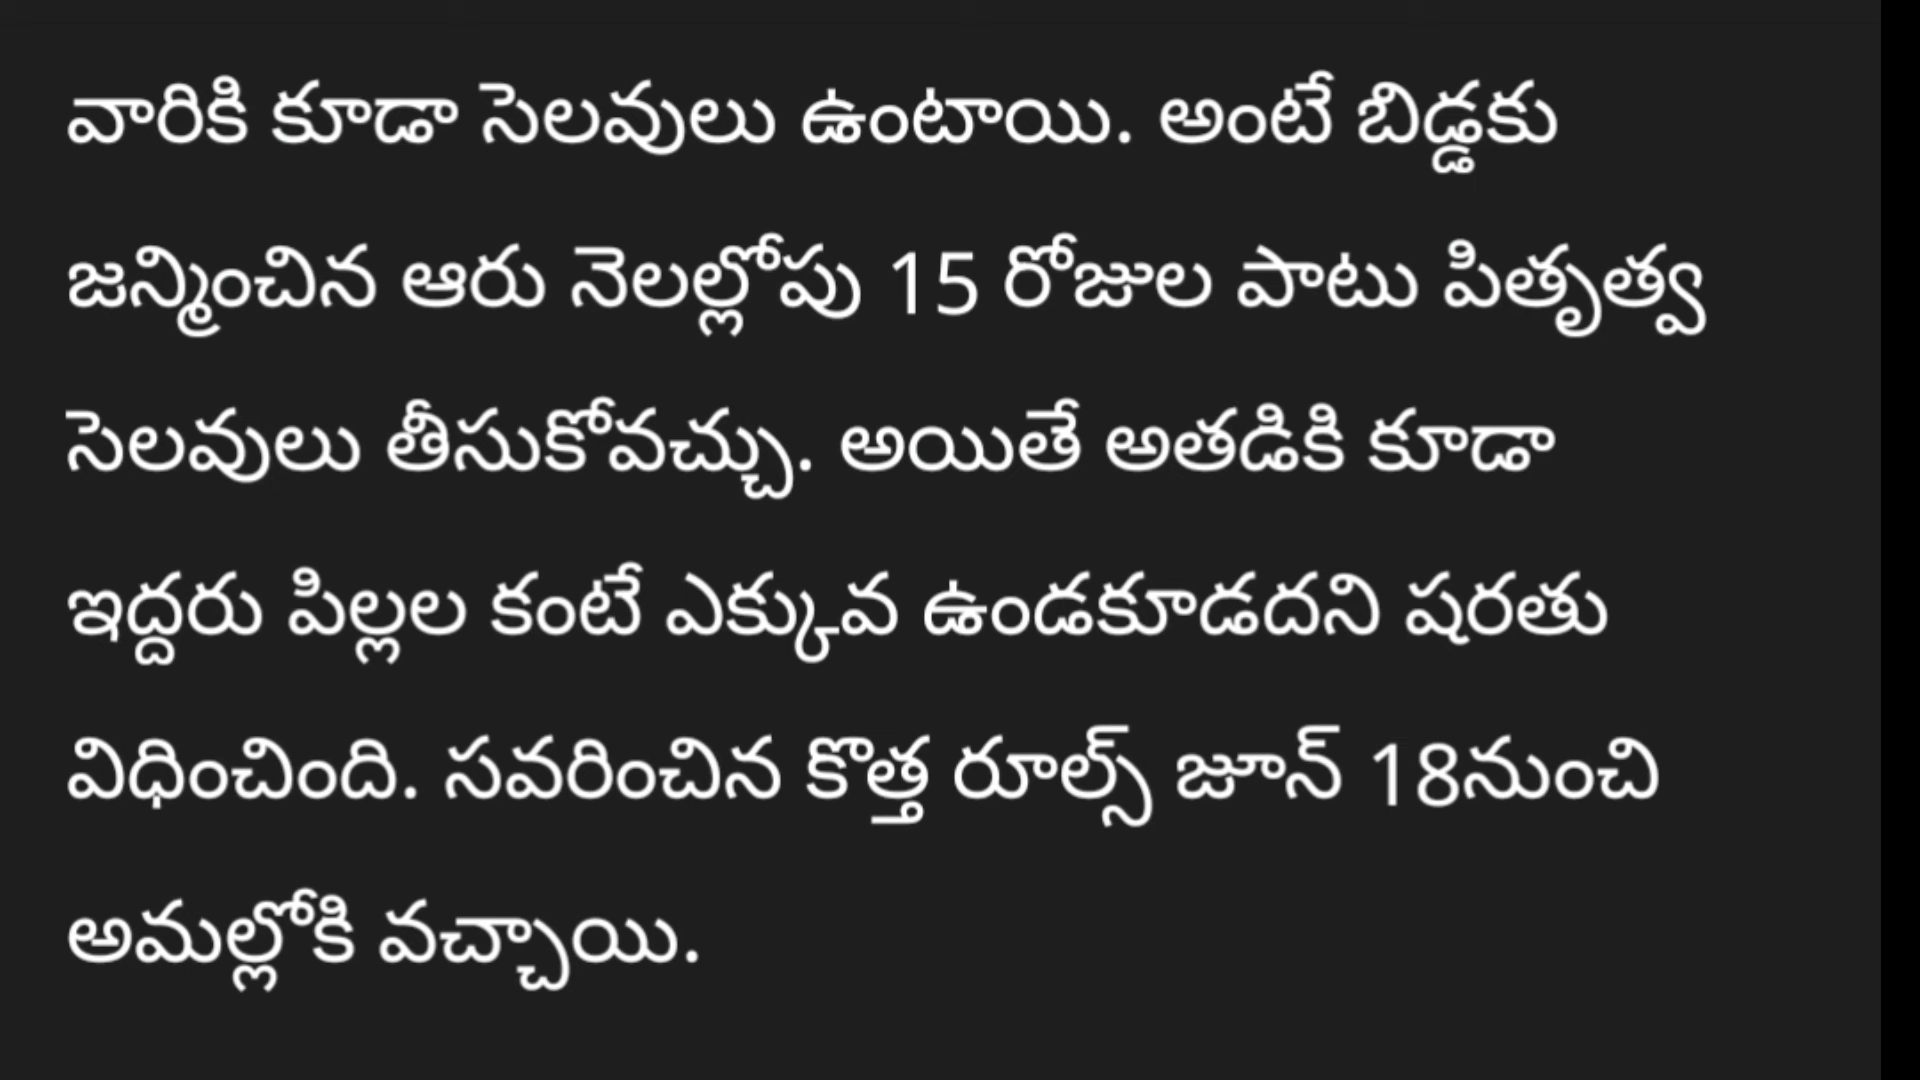 వారికి కూడా సెలవులు ఉంటాయి. అంటే బిడ్డకు
జన్మించిన ఆరు నెలల్లోపు 15 రోజుల పాటు పితృత్వ
సెలవులు తీసుకోవచ్చు. అయితే అతడికి కూడా
ఇద్దరు పిల్లల కంటే ఎక్కువ ఉండకూడదని షరతు
విధించింది. సవరించిన కొత్త రూల్స్ జూన్ 18నుంచి
అమల్లోకి వచ్చాయి.